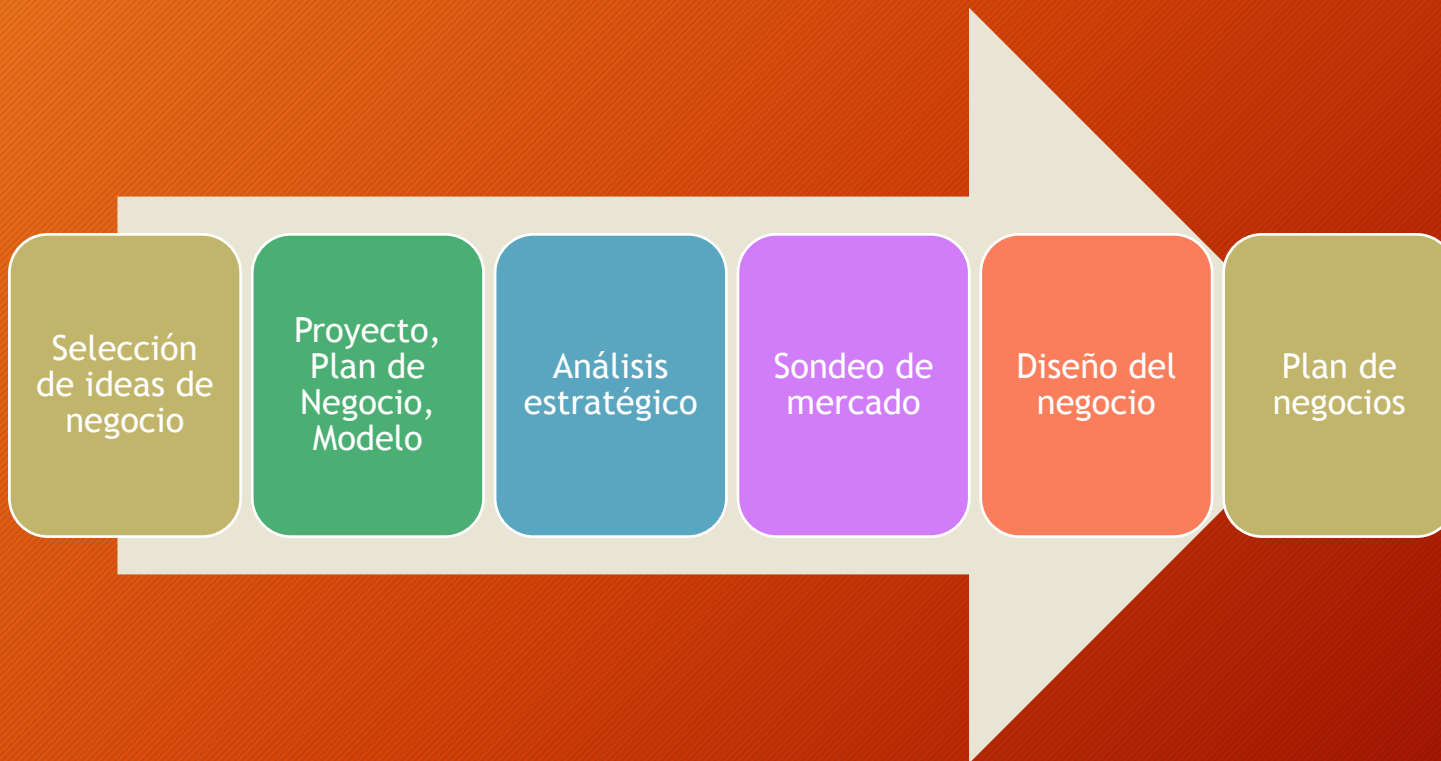 Selección
de ideas de
negocio
Proyecto,
Plan de
Negocio,
Modelo
Análisis
estratégico
Sondeo de
mercado
Diseño del
negocio
Plan de
negocios